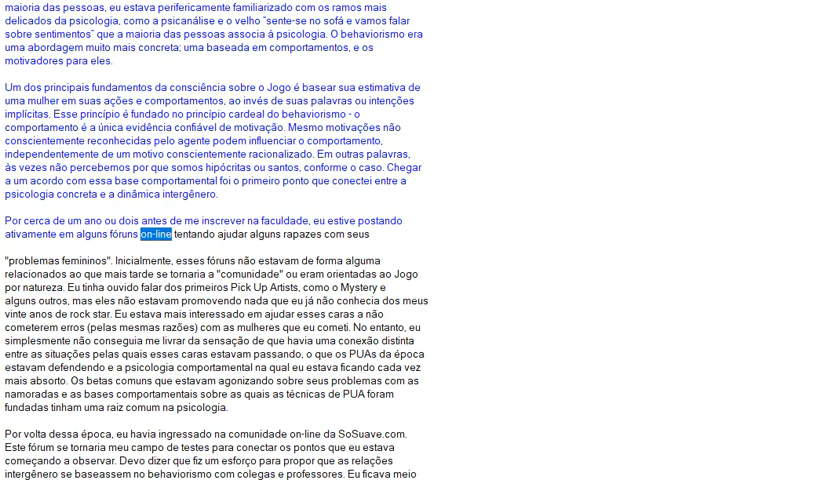 maioria das pessoas, eu estava perifericamente familiarizado com os ramos mais
delicados da psicologia, como a psicanálise e o velho "sente-se no sofá e vamos falar
sobre sentimentos" que a maioria das pessoas associa à psicologia. O behaviorismo era
uma abordagem muito mais concreta; uma baseada em comportamentos, e os
motivadores para eles.
Um dos principais fundamentos da consciência sobre o Jogo é basear sua estimativa de
uma mulher em suas ações e comportamentos, ao invés de suas palavras ou intenções
implícitas. Esse princípio é fundado no princípio cardeal do behaviorismo - o
comportamento é a única evidência confiável de motivação. Mesmo motivações não
conscientemente reconhecidas pelo agente podem influenciar o comportamento,
independentemente de um motivo conscientemente racionalizado. Em outras palavras,
às vezes não percebemos por que somos hipócritas ou santos, conforme o caso. Chegar
a um acordo com essa base comportamental foi o primeiro ponto que conectei entre a
psicologia concreta e a dinâmica intergênero.
Por cerca de um ano ou dois antes de me inscrever na faculdade, eu estive postando
ativamente em alguns fóruns on-line tentando ajudar alguns rapazes com seus
"problemas femininos". Inicialmente, esses fóruns não estavam de forma alguma
relacionados ao que mais tarde se tornaria a "comunidade" ou eram orientadas ao Jogo
por natureza. Eu tinha ouvido falar dos primeiros Pick Up Artists, como o Mystery e
alguns outros, mas eles não estavam promovendo nada que eu já não conhecia dos meus
vinte anos de rock star. Eu estava mais interessado em ajudar esses caras a não
cometerem erros (pelas mesmas razões) com as mulheres que eu cometi. No entanto, eu
simplesmente não conseguia me livrar da sensação de que havia uma conexão distinta
entre as situações pelas quais esses caras estavam passando, o que os PUAs da época
estavam defendendo e a psicologia comportamental na qual eu estava ficando cada vez
mais absorto. Os betas comuns que estavam agonizando sobre seus problemas com as
namoradas e as bases comportamentais sobre as quais as técnicas de PUA foram
fundadas tinham uma raiz comum na psicologia.
Por volta dessa época, eu havia ingressado na comunidade on-line da SoSuave.com.
Este fórum se tornaria meu campo de testes para conectar os pontos que eu estava
começando a observar. Devo dizer que fiz um esforço para propor que as relações
intergênero se baseassem no behaviorismo com colegas e professores. Eu ficava meio